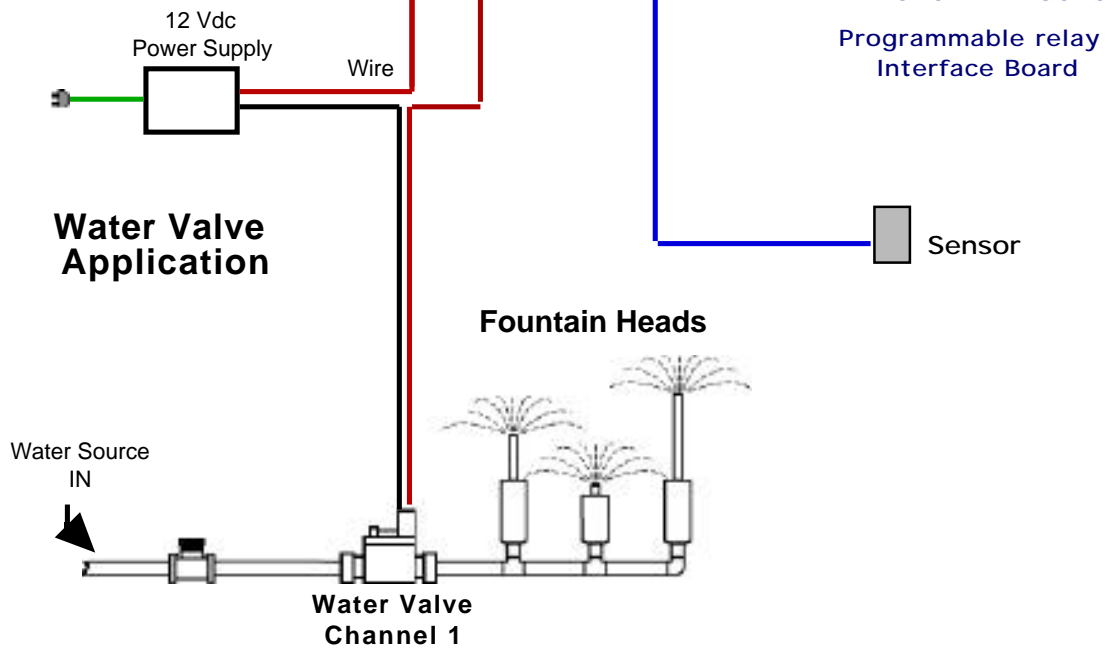 12 Vdc
Power Supply
Wire
Programmable relay
Interface Board
Water Valve
Application
Sensor
Fountain Heads
Water Source
IN
Water Valve
Channel 1